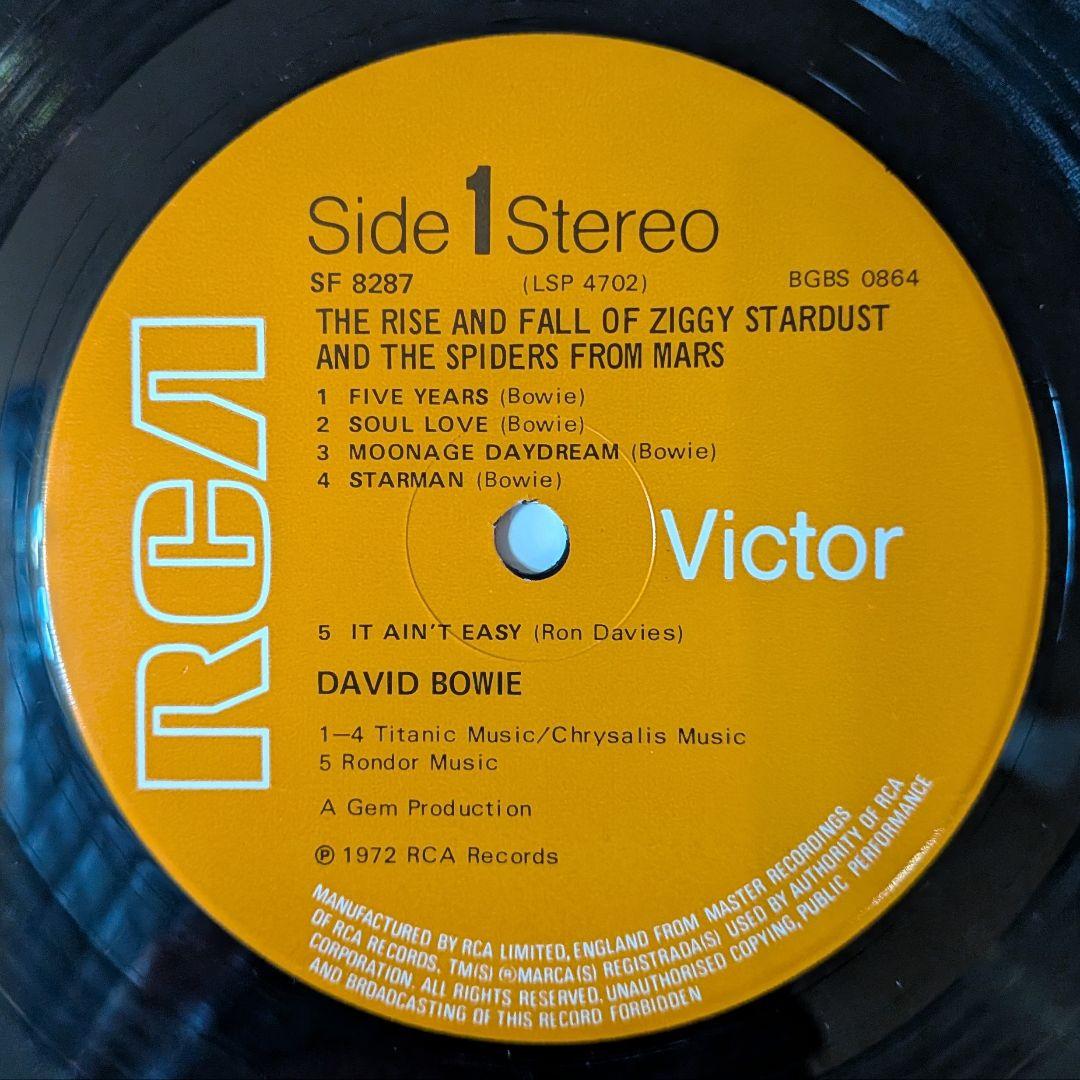 Side 1 Stereo
SF 8287 (LSP 4702) BGBS 0864
THE RISE AND FALL OF ZIGGY STARDUST
AND THE SPIDERS FROM MARS
1 FIVE YEARS (Bowie)
2 SOUL LOVE (Bowie)
3 MOONAGE DAYDREAM (Bowie)
4 STARMAN (Bowie)
RCA
Victor
5 IT AIN'T EASY (Ron Davies)
DAVID BOWIE
1—4 Titanic Music/Chrysalis Music
5 Rondor Music
A Gem Production
℗ 1972 RCA Records
MANUFACTURED BY RCA LIMITED, ENGLAND FROM MASTER RECORDINGS
OF RCA RECORDS. TM(S) ® MARCA(S) REGISTRADA(S) USED BY AUTHORITY OF RCA
CORPORATION. ALL RIGHTS RESERVED. UNAUTHORISED COPYING, PUBLIC PERFORMANCE
AND BROADCASTING OF THIS RECORD FORBIDDEN